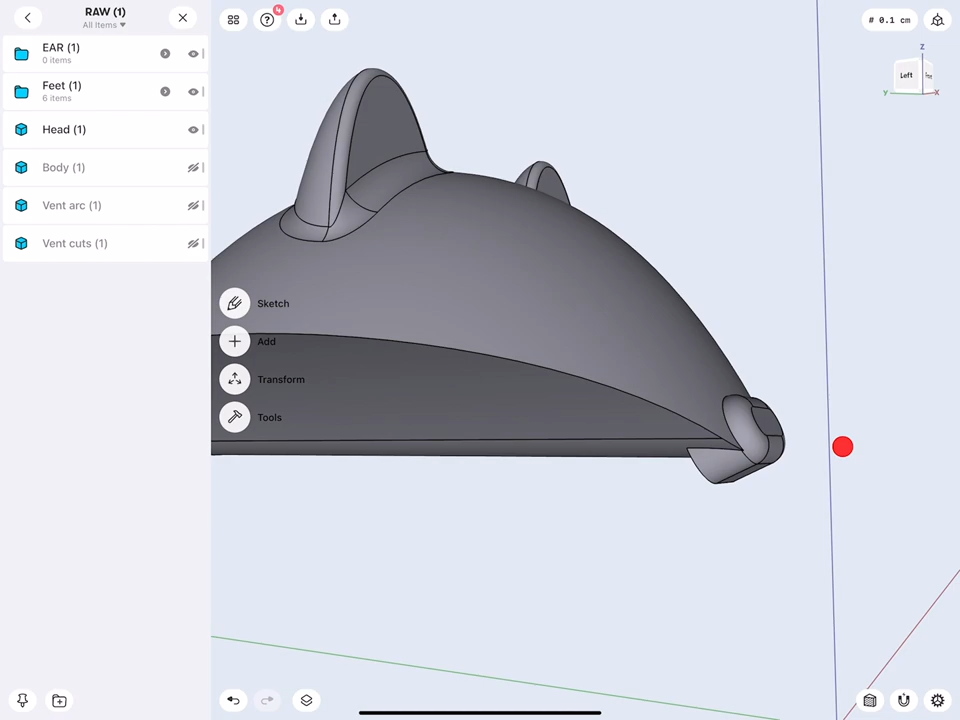 RAW (1)
All Items ▼
EAR (1)
0 items
Feet (1)
6 items
Head (1)
Body (1)
Vent arc (1)
Vent cuts (1)
4
# 0.1 cm
Z
Left
Y
X
Sketch
Add
Transform
Tools